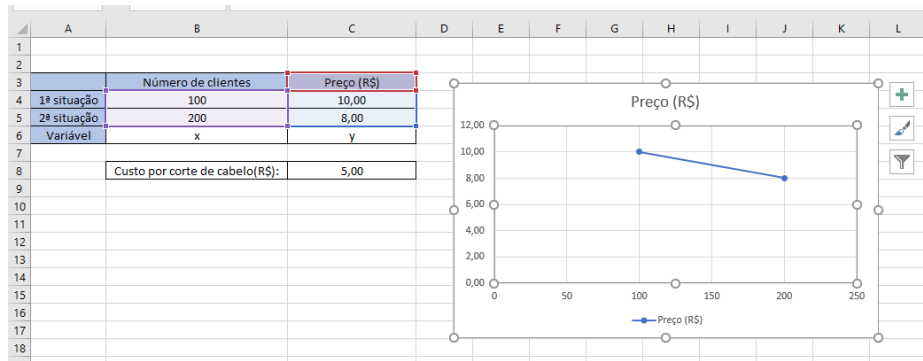 A B C D E F G H I J K L
1
2
3 Número de clientes Preço (R$)
4 1ª situação 100 10,00
5 2ª situação 200 8,00
6 Variável x y
7
8 Custo por corte de cabelo(R$): 5,00
9
10
11
12
13
14
15
16
17
18
Preço (R$)
12,00
10,00
8,00
6,00
4,00
2,00
0,00
0 50 100 150 200 250
Preço (R$)